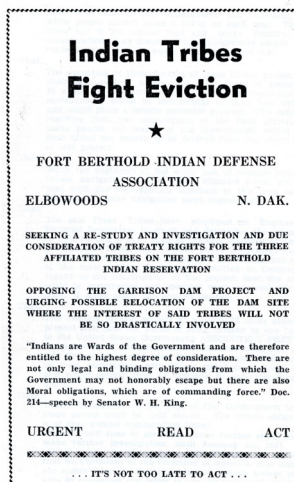 Indian Tribes
Fight Eviction
★
FORT BERTHOLD INDIAN DEFENSE
ASSOCIATION
ELBOWOODS N. DAK.
SEEKING A RE-STUDY AND INVESTIGATION AND DUE
CONSIDERATION OF TREATY RIGHTS FOR THE THREE
AFFILIATED TRIBES ON THE FORT BERTHOLD
INDIAN RESERVATION
OPPOSING THE GARRISON DAM PROJECT AND
URGING POSSIBLE RELOCATION OF THE DAM SITE
WHERE THE INTEREST OF SAID TRIBES WILL NOT
BE SO DRASTICALLY INVOLVED
"Indians are Wards of the Government and are therefore
entitled to the highest degree of consideration. There are
not only legal and binding obligations from which the
Government may not honorably escape but there are also
Moral obligations, which are of commanding force." Doc.
214—speech by Senator W. H. King.
URGENT READ ACT
... IT'S NOT TOO LATE TO ACT ...